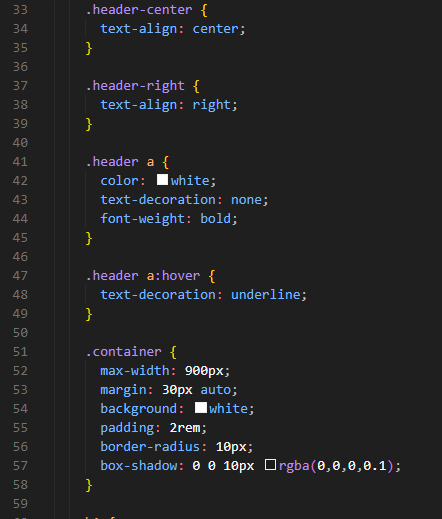 33 .header-center {
34 text-align: center;
35 }
36
37 .header-right {
38 text-align: right;
39 }
40
41 .header a {
42 color: white;
43 text-decoration: none;
44 font-weight: bold;
45 }
46
47 .header a:hover {
48 text-decoration: underline;
49 }
50
51 .container {
52 max-width: 900px;
53 margin: 30px auto;
54 background: white;
55 padding: 2rem;
56 border-radius: 10px;
57 box-shadow: 0 0 10px rgba(0,0,0,0.1);
58 }
59